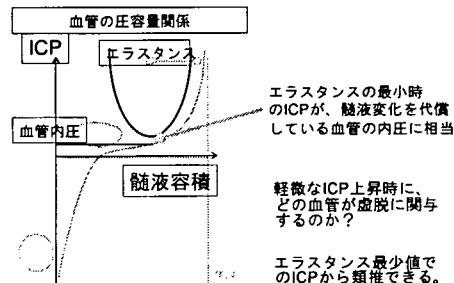 血管の圧容量関係
ICP
エラスタンス
血管内圧
髄液容積
エラスタンスの最小時
のICPが、髄液変化を代償
している血管の内圧に相当
軽微なICP上昇時に、
どの血管が虚脱に関与
するのか？
エラスタンス最少値で
のICPから類推できる。